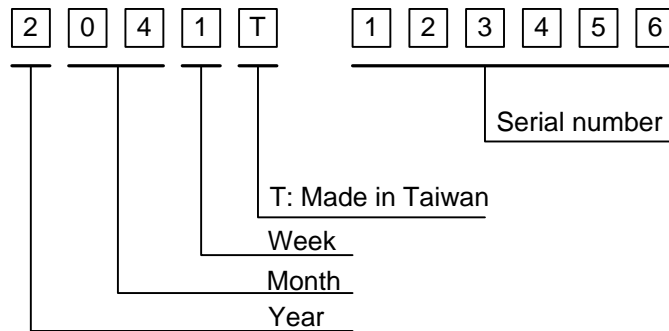 2 0 4 1 T 1 2 3 4 5 6
Serial number
T: Made in Taiwan
Week
Month
Year